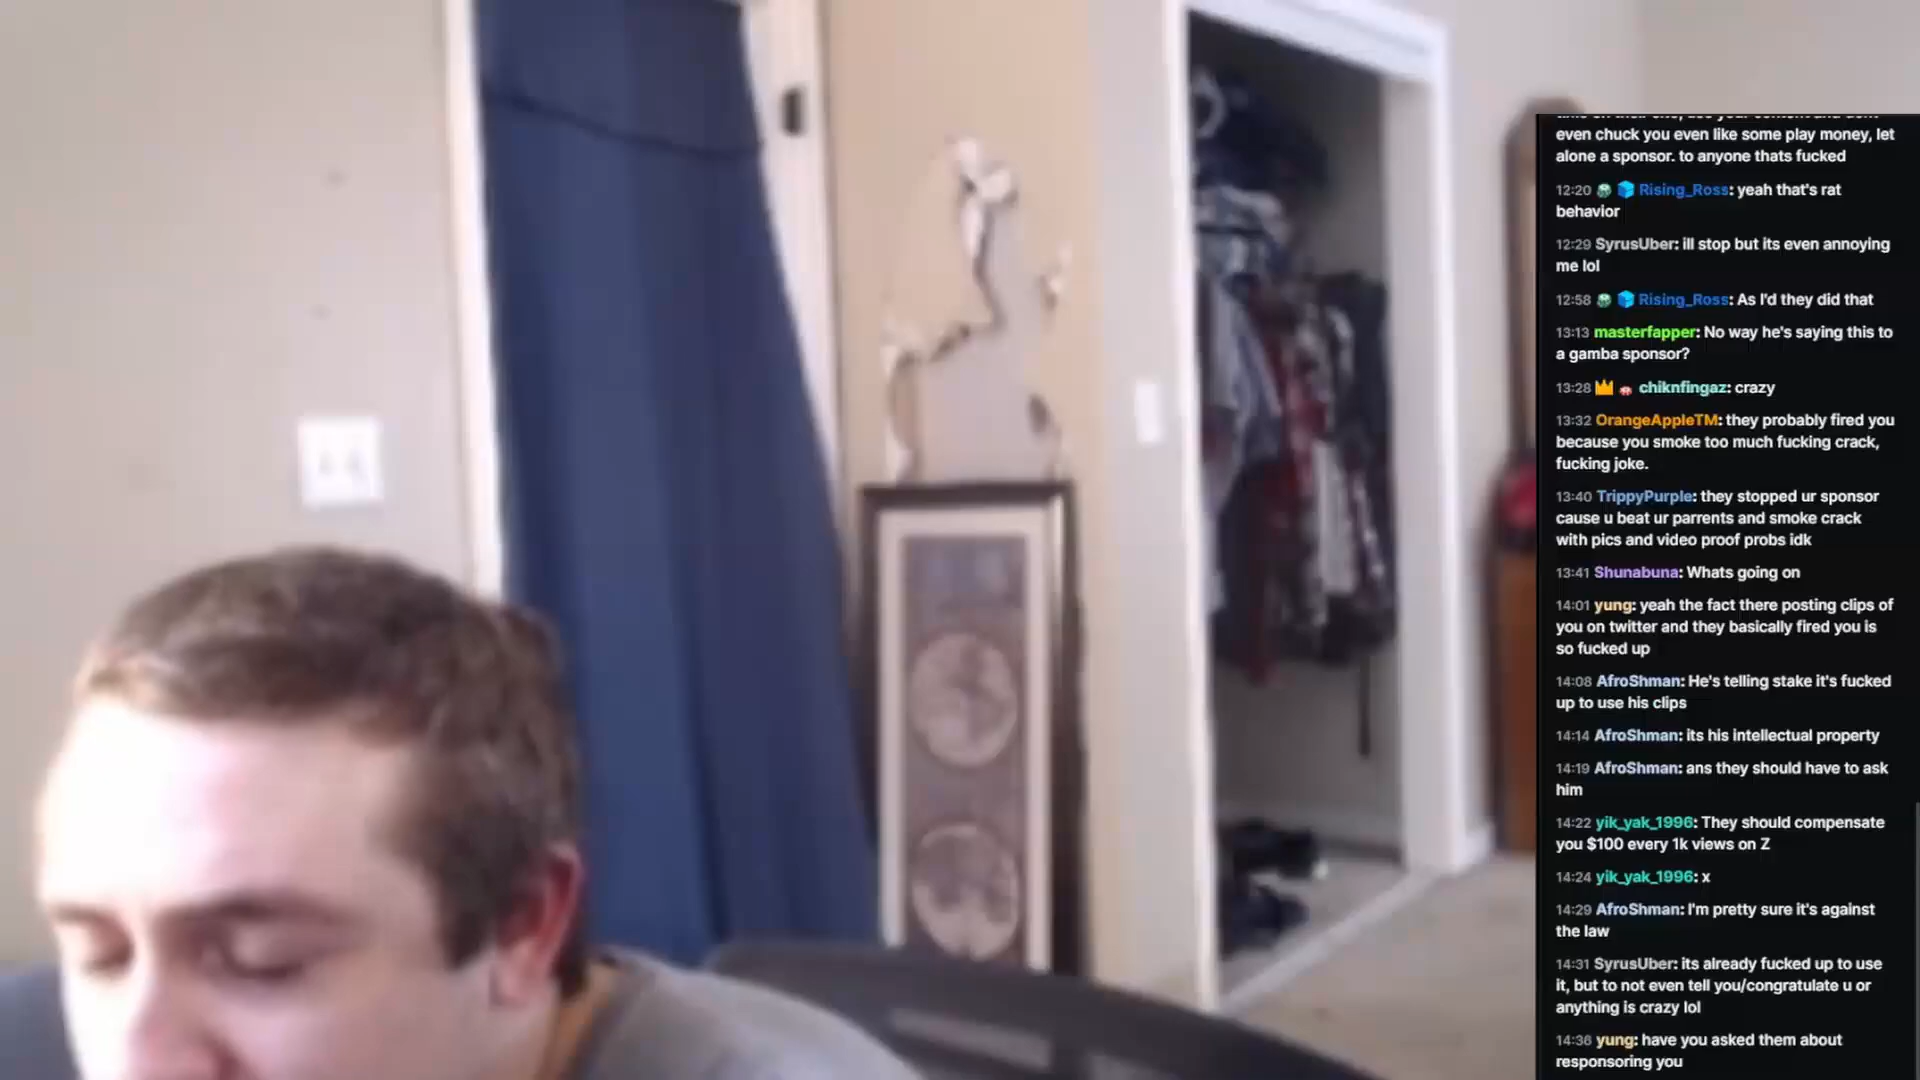 even chuck you even like some play money, let
alone a sponsor. to anyone thats fucked
12:20 Rising_Ross: yeah that's rat
behavior
12:29 SyrusUber: ill stop but its even annoying
me lol
12:58 Rising_Ross: As I'd they did that
13:13 masterfapper: No way he's saying this to
a gamba sponsor?
13:28 chiknfingaz: crazy
13:32 OrangeAppleTM: they probably fired you
because you smoke too much fucking crack,
fucking joke.
13:40 TrippyPurple: they stopped ur sponsor
cause u beat ur parrents and smoke crack
with pics and video proof probs idk
13:41 Shunabuna: Whats going on
14:01 yung: yeah the fact there posting clips of
you on twitter and they basically fired you is
so fucked up
14:08 AfroShman: He's telling stake it's fucked
up to use his clips
14:14 AfroShman: its his intellectual property
14:19 AfroShman: ans they should have to ask
him
14:22 yik_yak_1996: They should compensate
you $100 every 1k views on Z
14:24 yik_yak_1996: x
14:29 AfroShman: I'm pretty sure it's against
the law
14:31 SyrusUber: its already fucked up to use
it, but to not even tell you/congratulate u or
anything is crazy lol
14:36 yung: have you asked them about
responsoring you